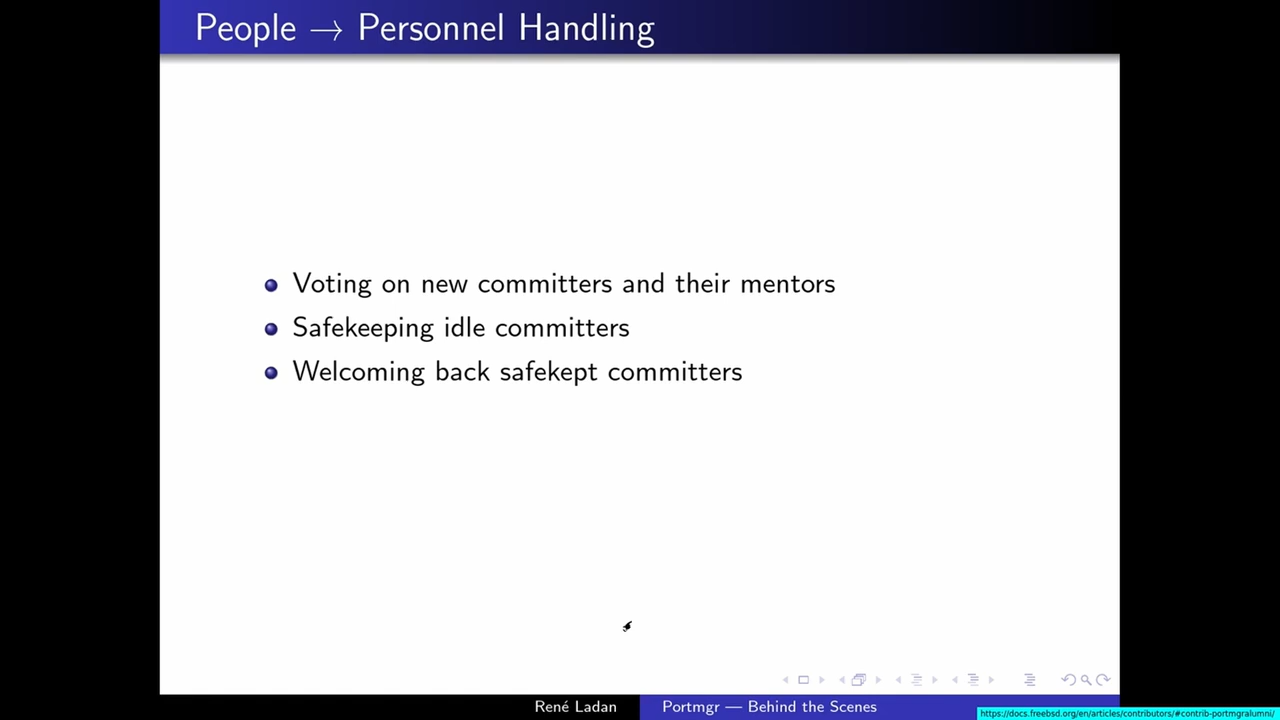 People → Personnel Handling
Voting on new committers and their mentors
Safekeeping idle committers
Welcoming back safekept committers
René Ladan
Portmgr — Behind the Scenes
https://docs.freebsd.org/en/articles/contributors/#contrib-portmgralumni/